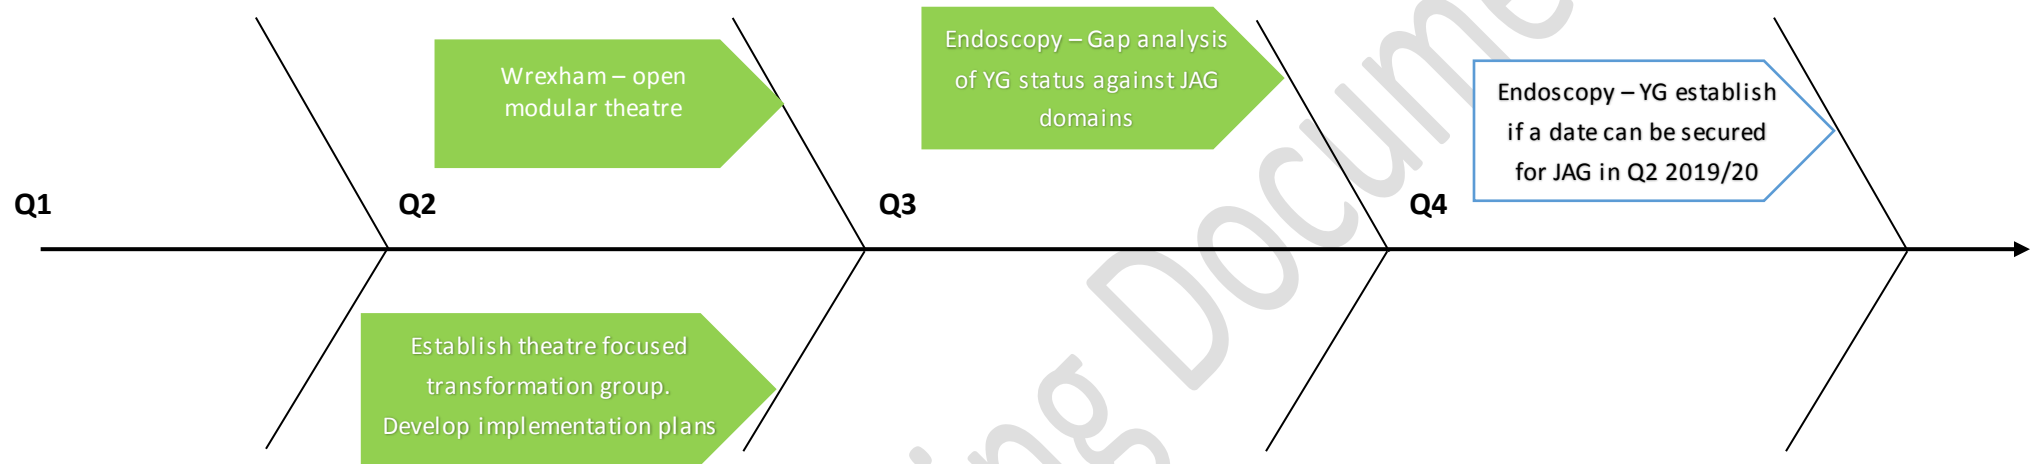 Wrexham – open
modular theatre
Endoscopy – Gap analysis
of YG status against JAG
domains
Endoscopy – YG establish
if a date can be secured
for JAG in Q2 2019/20
Q1
Q2
Q3
Q4
Establish theatre focused
transformation group.
Develop implementation plans